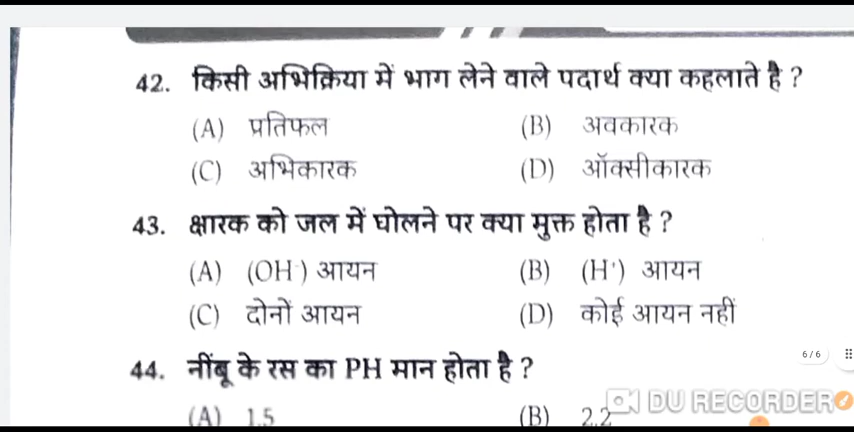 42. किसी अभिक्रिया में भाग लेने वाले पदार्थ क्या कहलाते है ?
(A) प्रतिफल (B) अवकारक
(C) अभिकारक (D) ऑक्सीकारक
43. क्षारक को जल में घोलने पर क्या मुक्त होता है ?
(A) (OH⁻) आयन (B) (H⁺) आयन
(C) दोनों आयन (D) कोई आयन नहीं
6 / 6
44. नींबू के रस का PH मान होता है ?
(A) 1.5 (B) 2.2
DU RECORDER